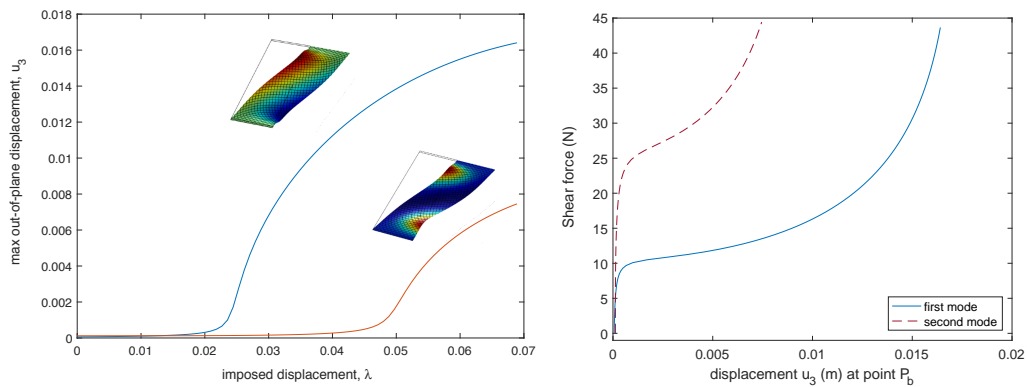 0.018
0.016
0.014
0.012
0.01
0.008
0.006
0.004
0.002
0
max out-of-plane displacement, u3
0 0.01 0.02 0.03 0.04 0.05 0.06 0.07
imposed displacement, λ
45
40
35
30
25
20
15
10
5
0
Shear force (N)
first mode
second mode
0 0.005 0.01 0.015 0.02
displacement u3 (m) at point Pb